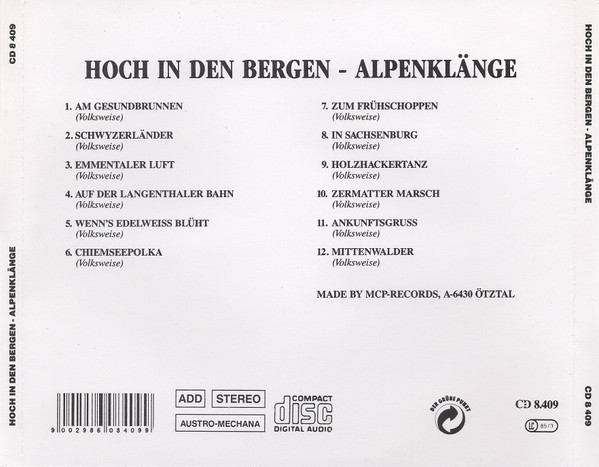 CD 8 409
HOCH IN DEN BERGEN - ALPENKLÄNGE
HOCH IN DEN BERGEN - ALPENKLÄNGE
1. AM GESUNDBRUNNEN
(Volksweise)
2. SCHWYZERLÄNDER
(Volksweise)
3. EMMENTALER LUFT
(Volksweise)
4. AUF DER LANGENTHALER BAHN
(Volksweise)
5. WENN'S EDELWEISS BLÜHT
(Volksweise)
6. CHIEMSEEPOLKA
(Volksweise)
7. ZUM FRÜHSCHOPPEN
(Volksweise)
8. IN SACHSENBURG
(Volksweise)
9. HOLZHACKERTANZ
(Volksweise)
10. ZERMATTER MARSCH
(Volksweise)
11. ANKUNFTSGRUSS
(Volksweise)
12. MITTENWALDER
(Volksweise)
MADE BY MCP-RECORDS, A-6430 ÖTZTAL
9 002986 084099
ADD STEREO
AUSTRO-MECHANA
COMPACT
disc
DIGITAL AUDIO
DER GRÜNE PUNKT
CD 8.409
LC 8573
HOCH IN DEN BERGEN - ALPENKLÄNGE
CD 8 409